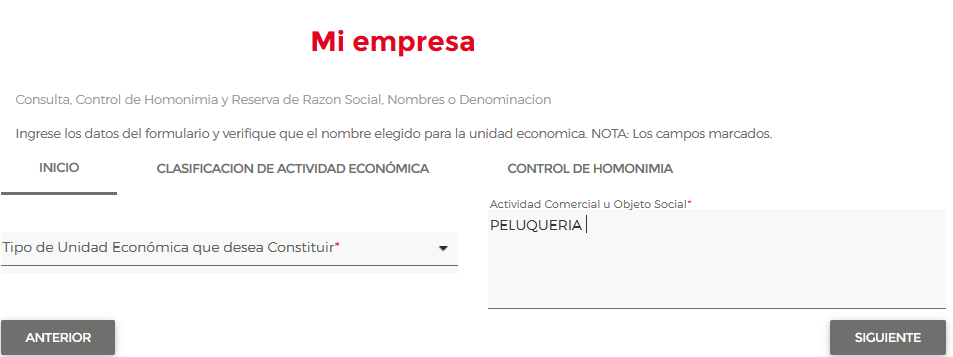 Mi empresa
Consulta, Control de Homonimia y Reserva de Razon Social, Nombres o Denominacion
Ingrese los datos del formulario y verifique que el nombre elegido para la unidad economica. NOTA: Los campos marcados.
INICIO
CLASIFICACION DE ACTIVIDAD ECONÓMICA
CONTROL DE HOMONIMIA
Tipo de Unidad Económica que desea Constituir*
Actividad Comercial u Objeto Social*
PELUQUERIA
ANTERIOR
SIGUIENTE